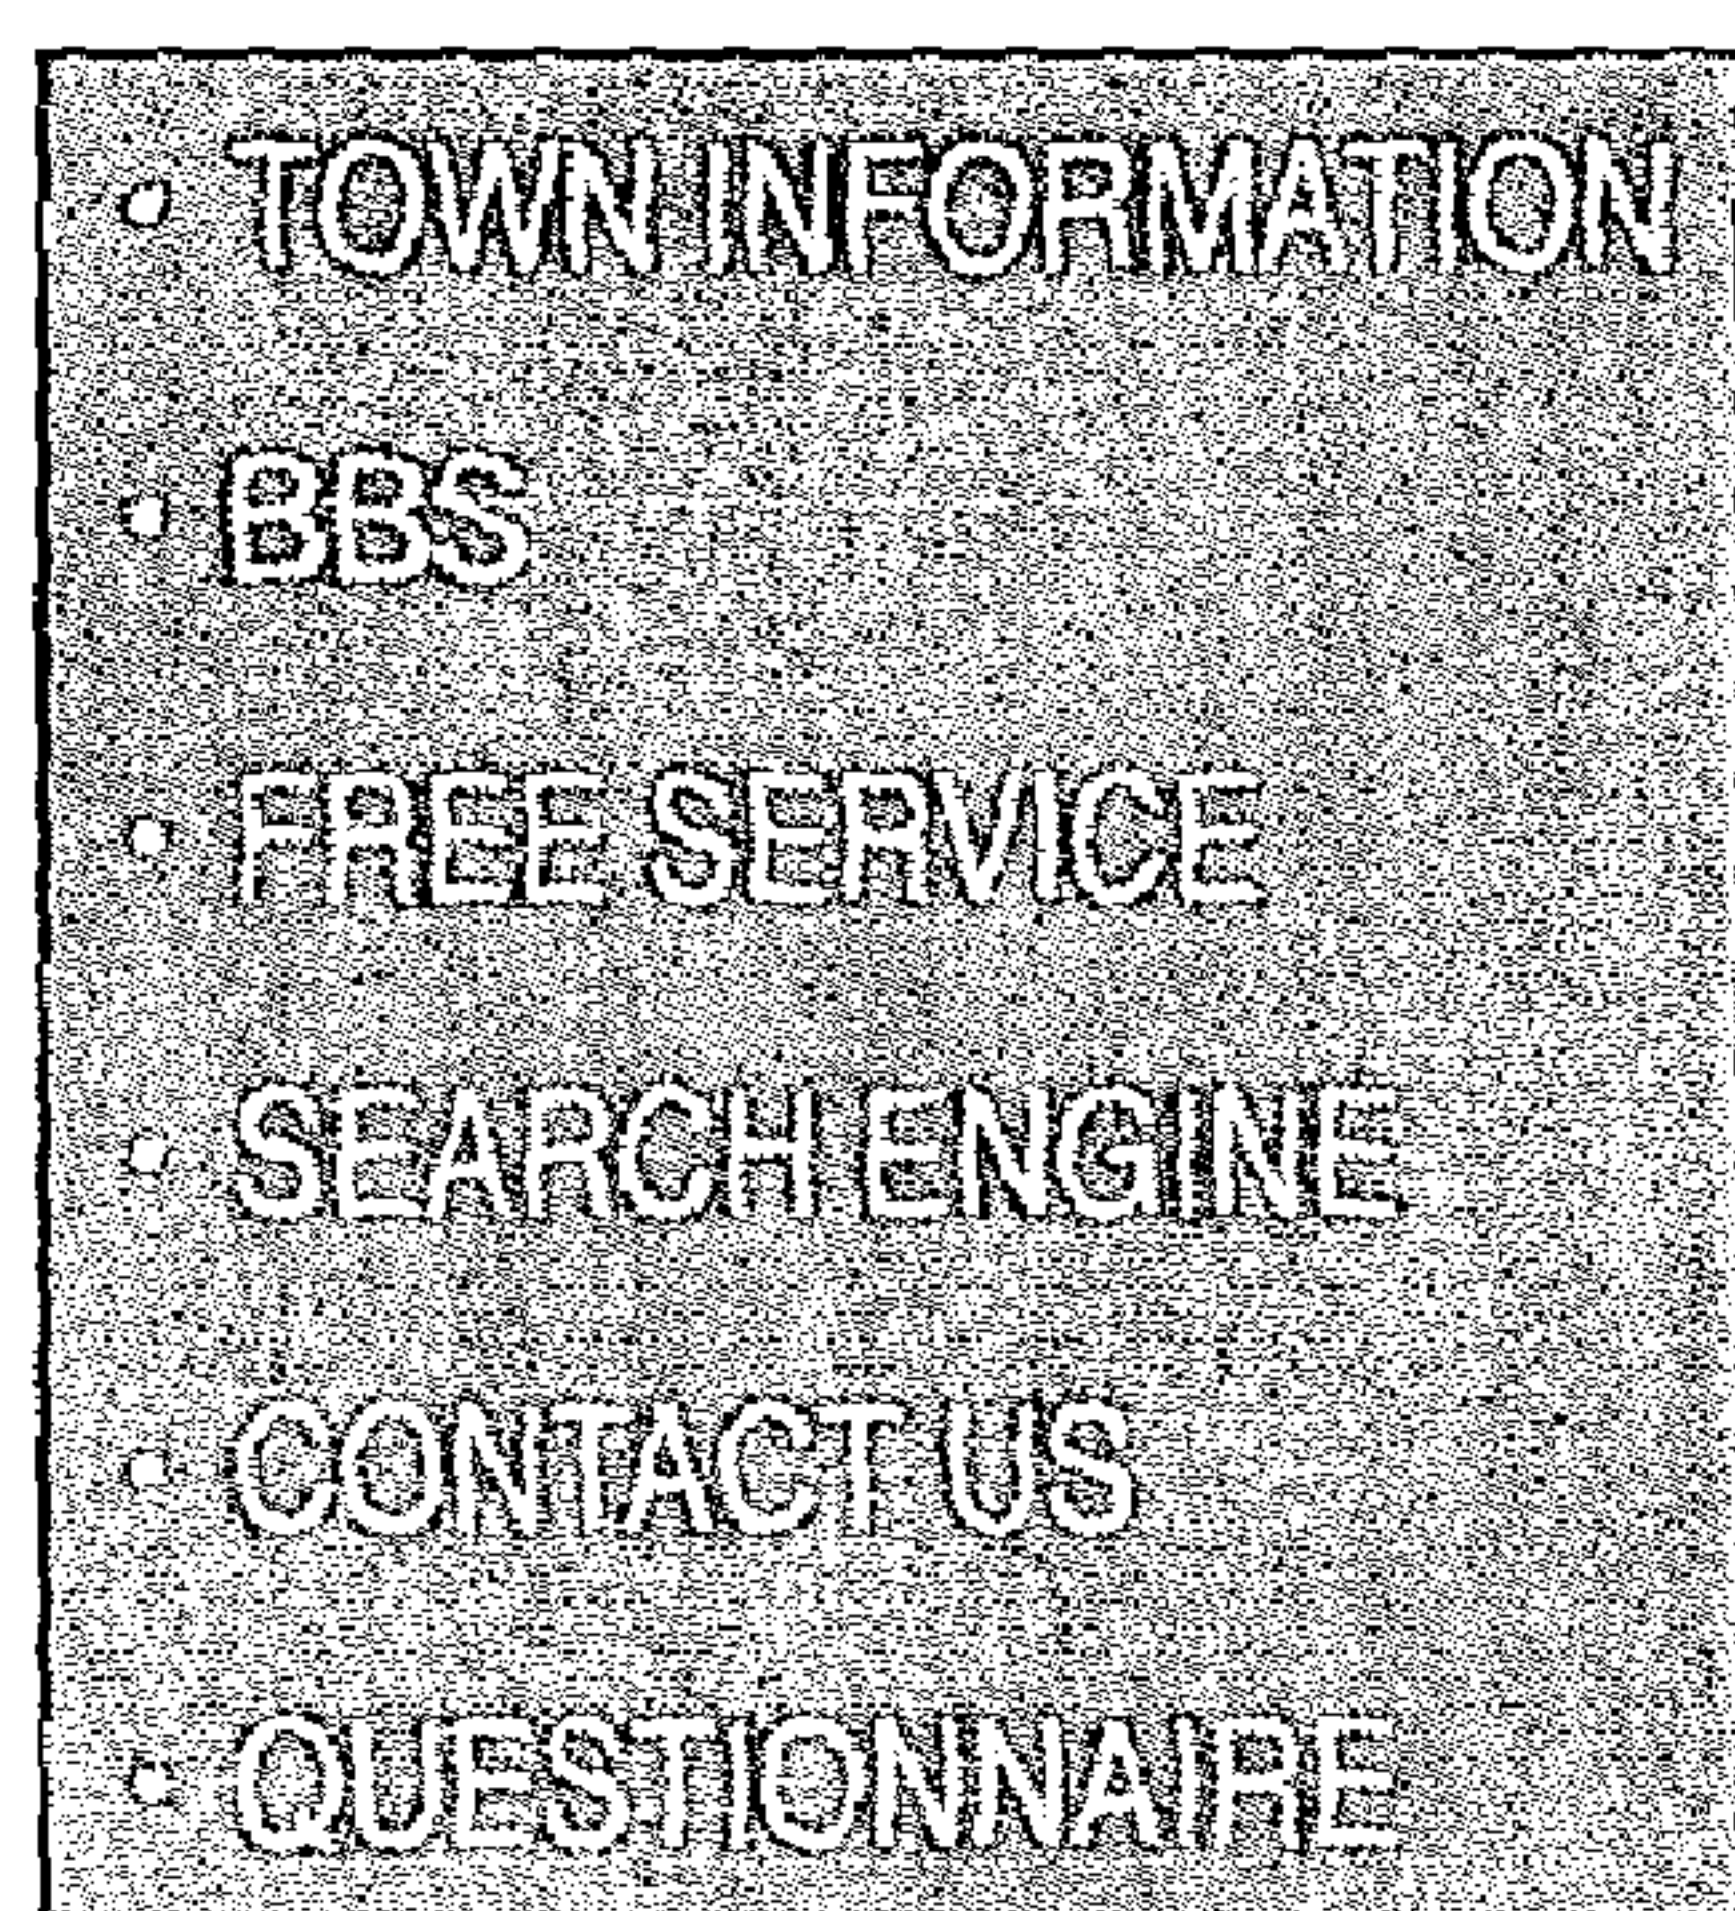 · TOWN INFORMATION
· BBS
· FREE SERVICE
· SEARCH ENGINE
· CONTACT US
· QUESTIONNAIRE